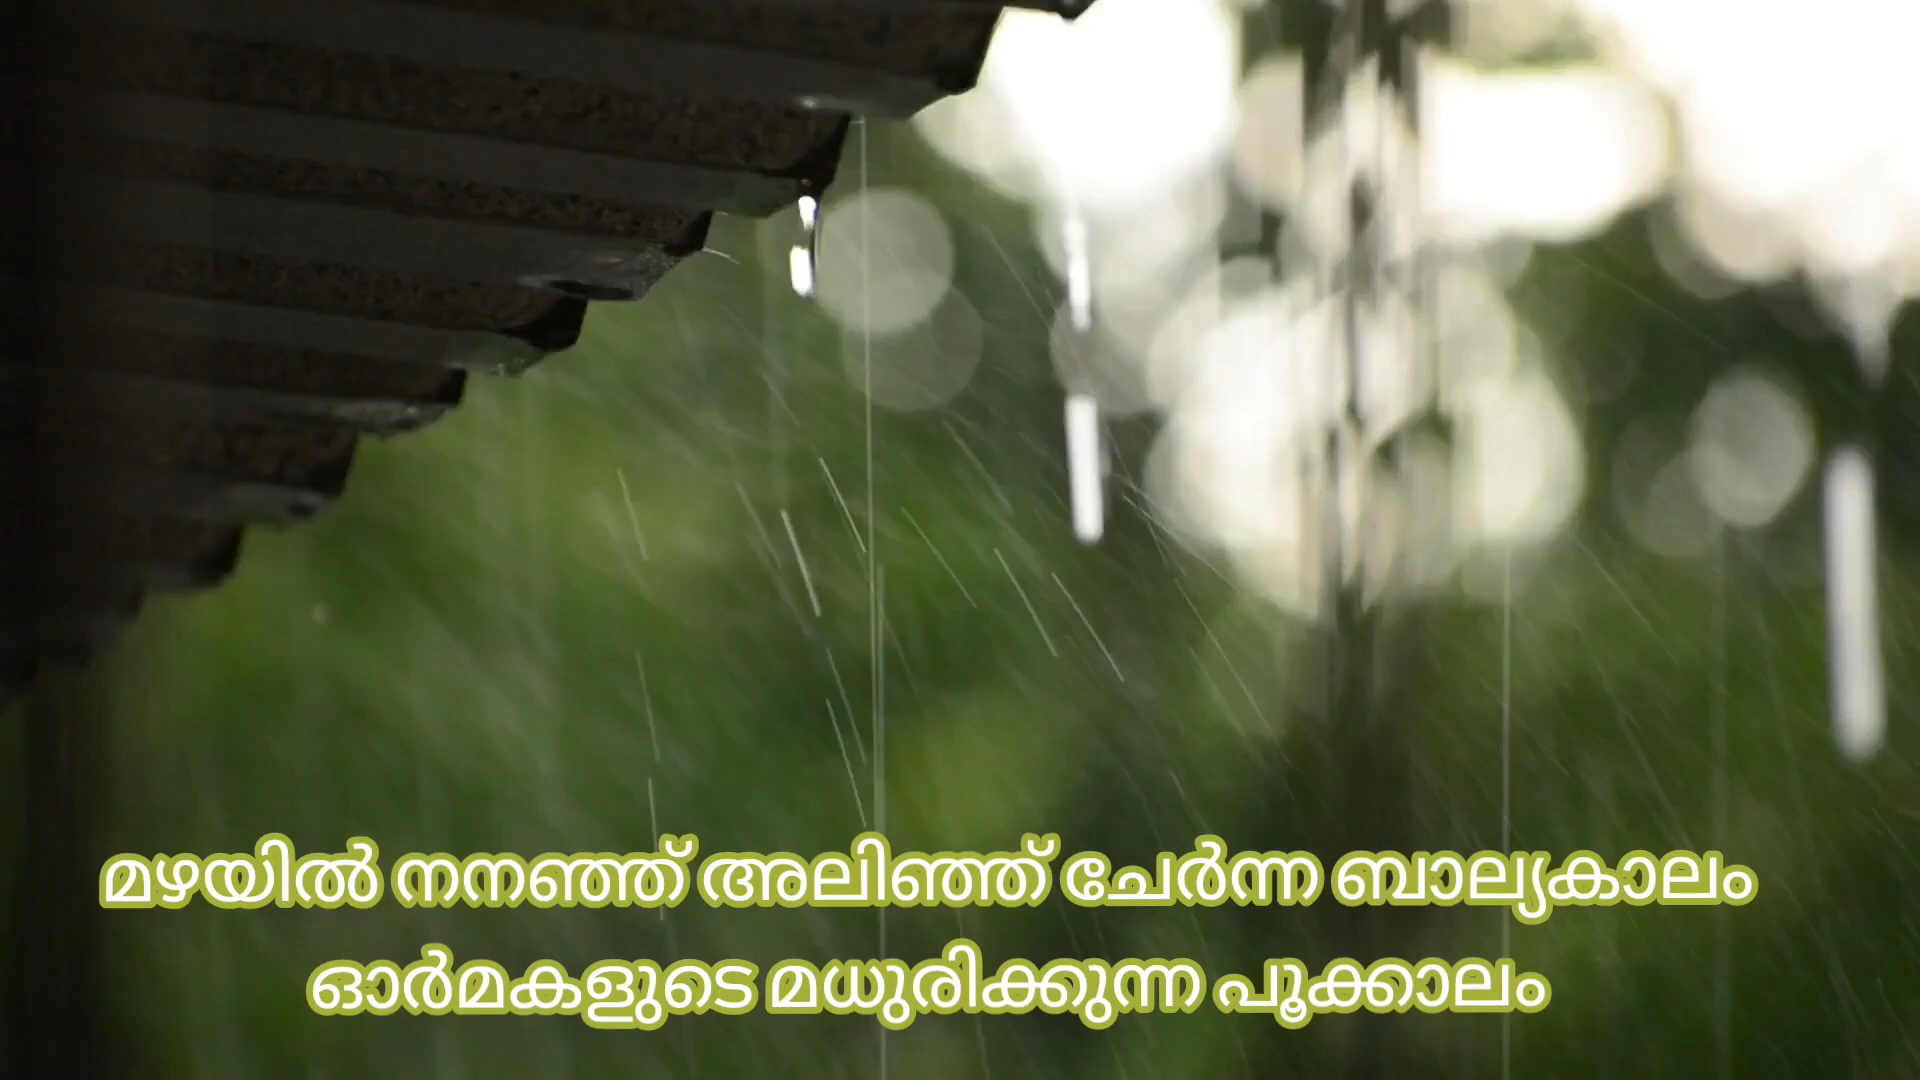 മഴയിൽ നനഞ്ഞ് അലിഞ്ഞ് ചേർന്ന ബാല്യകാലം
ഓർമകളുടെ മധുരിക്കുന്ന പൂക്കാലം